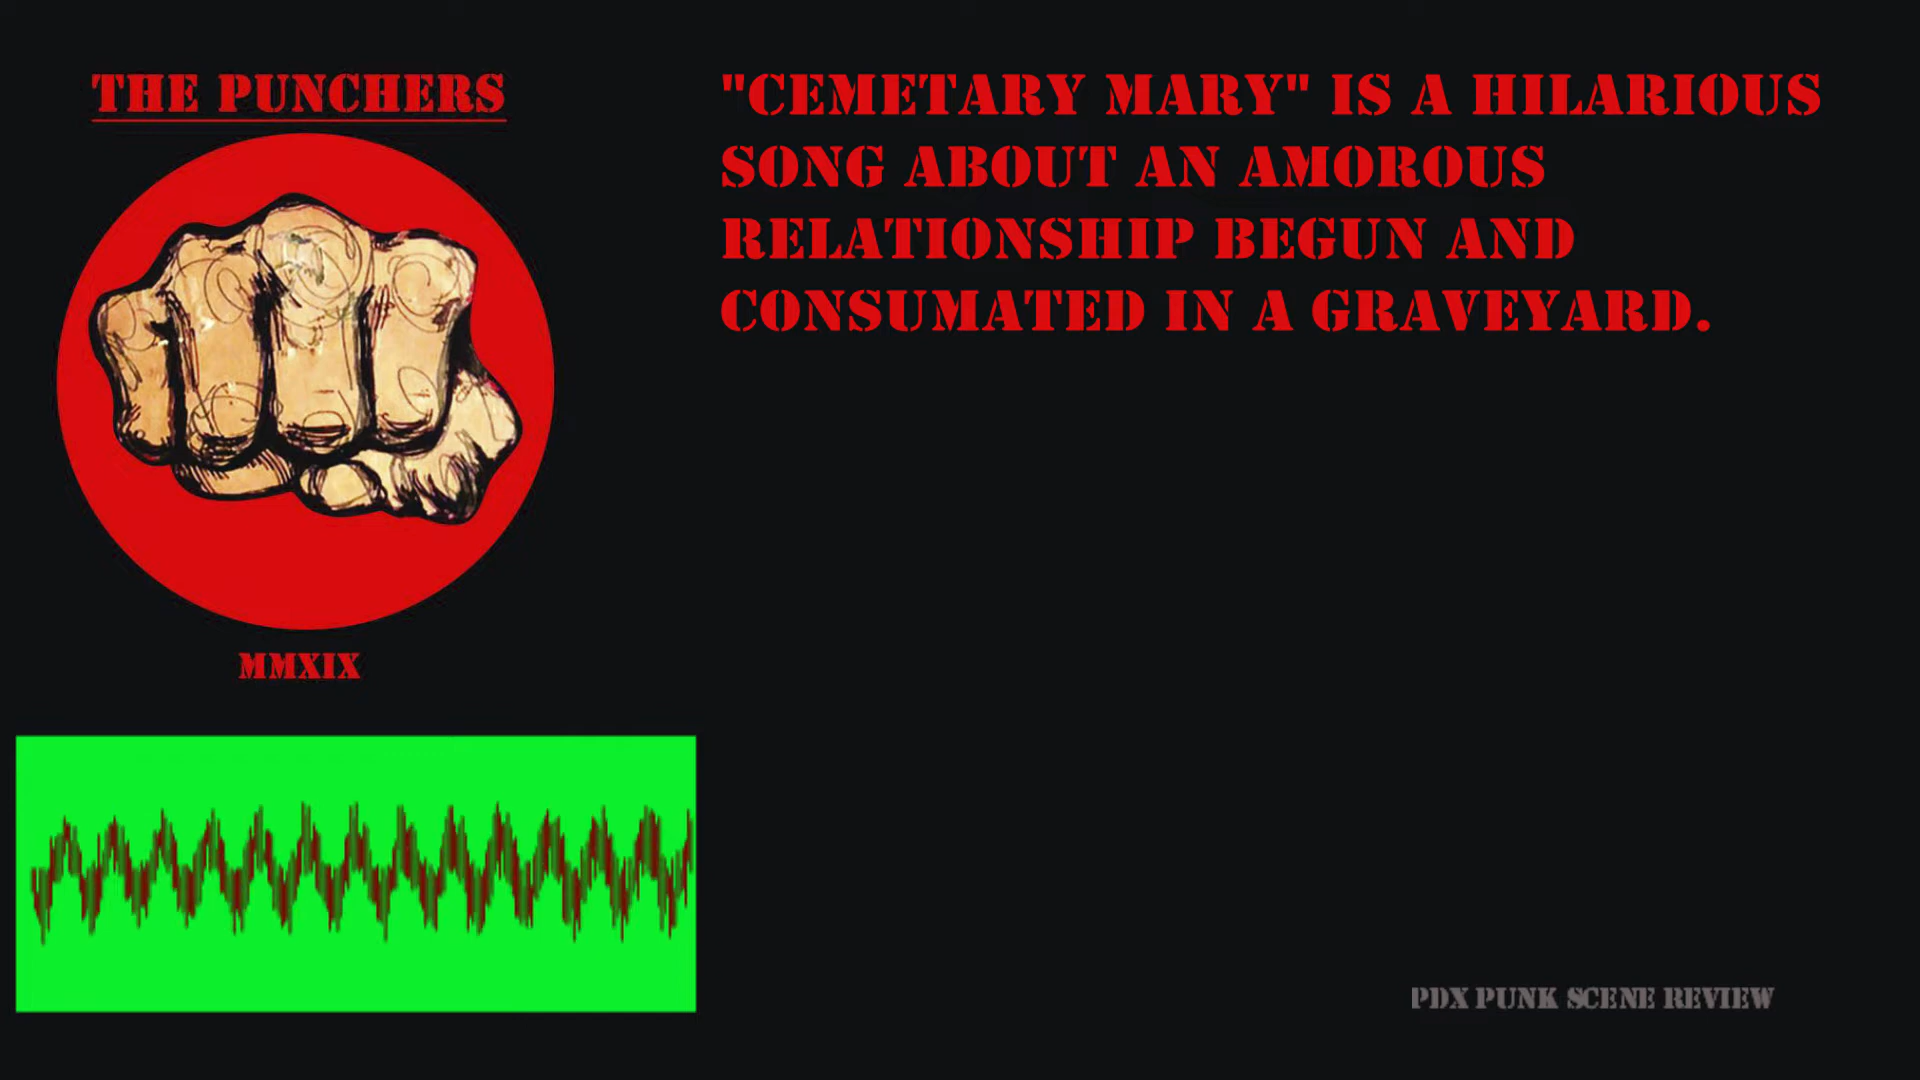 THE PUNCHERS
"CEMETARY MARY" IS A HILARIOUS
SONG ABOUT AN AMOROUS
RELATIONSHIP BEGUN AND
CONSUMATED IN A GRAVEYARD.
MMXIX
PDX PUNK SCENE REVIEW